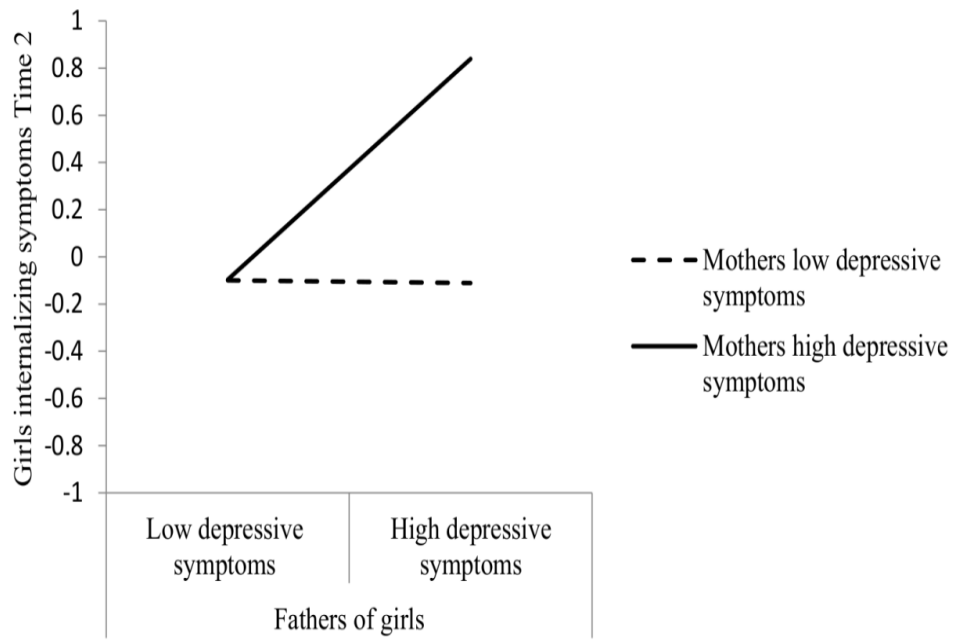 Girls internalizing symptoms Time 2
1
0.8
0.6
0.4
0.2
0
-0.2
-0.4
-0.6
-0.8
-1
Low depressive
symptoms
High depressive
symptoms
Fathers of girls
Mothers low depressive
symptoms
Mothers high depressive
symptoms